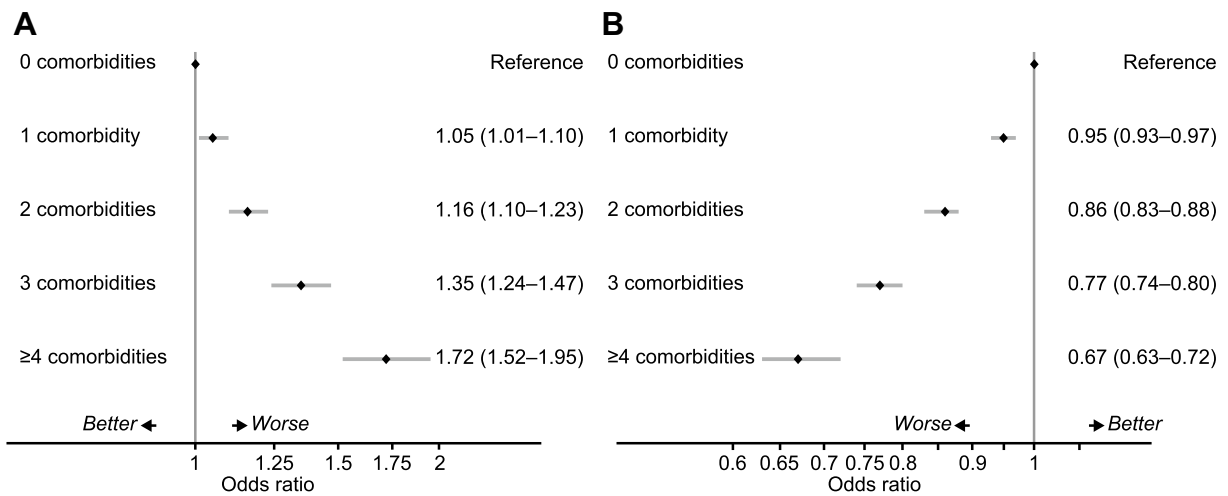 A
0 comorbidities Reference
1 comorbidity 1.05 (1.01–1.10)
2 comorbidities 1.16 (1.10–1.23)
3 comorbidities 1.35 (1.24–1.47)
≥4 comorbidities 1.72 (1.52–1.95)
Better Worse
1 1.25 1.5 1.75 2
Odds ratio
B
0 comorbidities Reference
1 comorbidity 0.95 (0.93–0.97)
2 comorbidities 0.86 (0.83–0.88)
3 comorbidities 0.77 (0.74–0.80)
≥4 comorbidities 0.67 (0.63–0.72)
Worse Better
0.6 0.65 0.7 0.75 0.8 0.9 1
Odds ratio